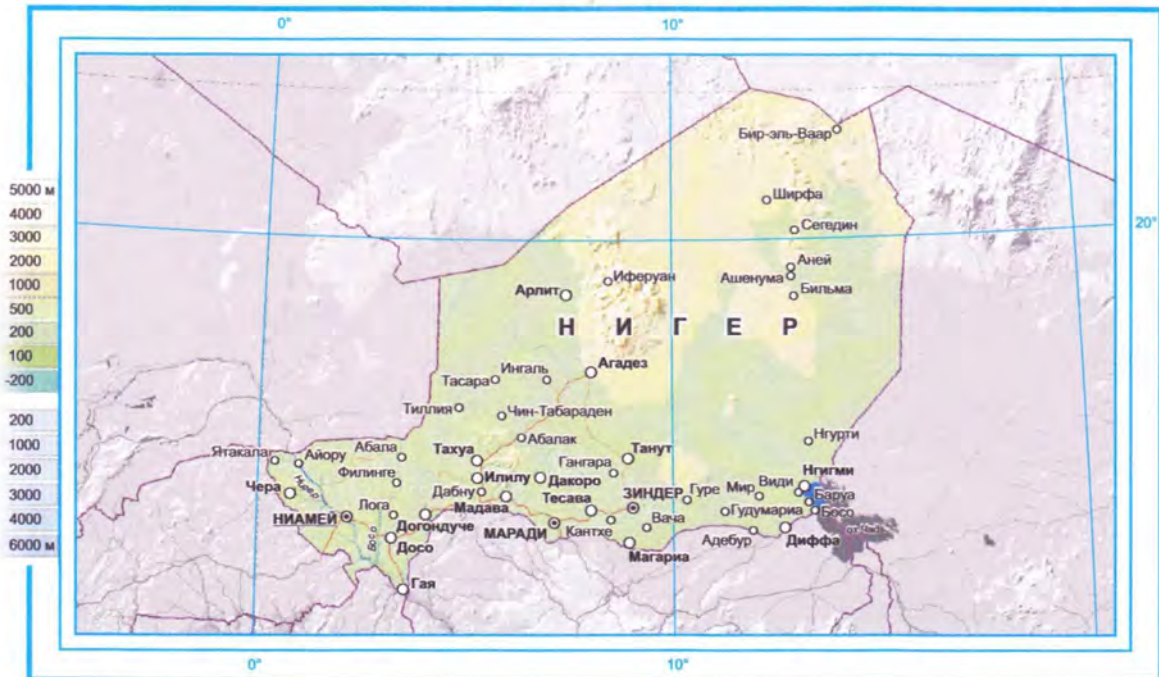 0°
10°
Бир-эль-Ваар
5000 м
4000
3000
2000
1000
500
200
100
-200
200
1000
2000
3000
4000
6000
Ширфа
20°
Сегедин
Аней
Ашенума
Бильма
Иферуан
Арлит
НИГЕР
Агадез
Ингаль
Тасара
Тиллия
Чин-Табараден
Абалак
Нгурти
Ятакала
Айору
Абала
Тахуа
Танут
Гангара
Филинге
Нгигми
Чера
Илилу
Дакоро
Види
Мир
Дабну
ЗИНДЕР
Гуре
Баруа
Мадава
Тесава
Лога
НИАМЕЙ
Гудумариа
Босо
Догондуче
МАРАДИ
Кантхе
Вача
Адебур
Диффа
Босо
Досо
Магариа
Гая
0°
10°